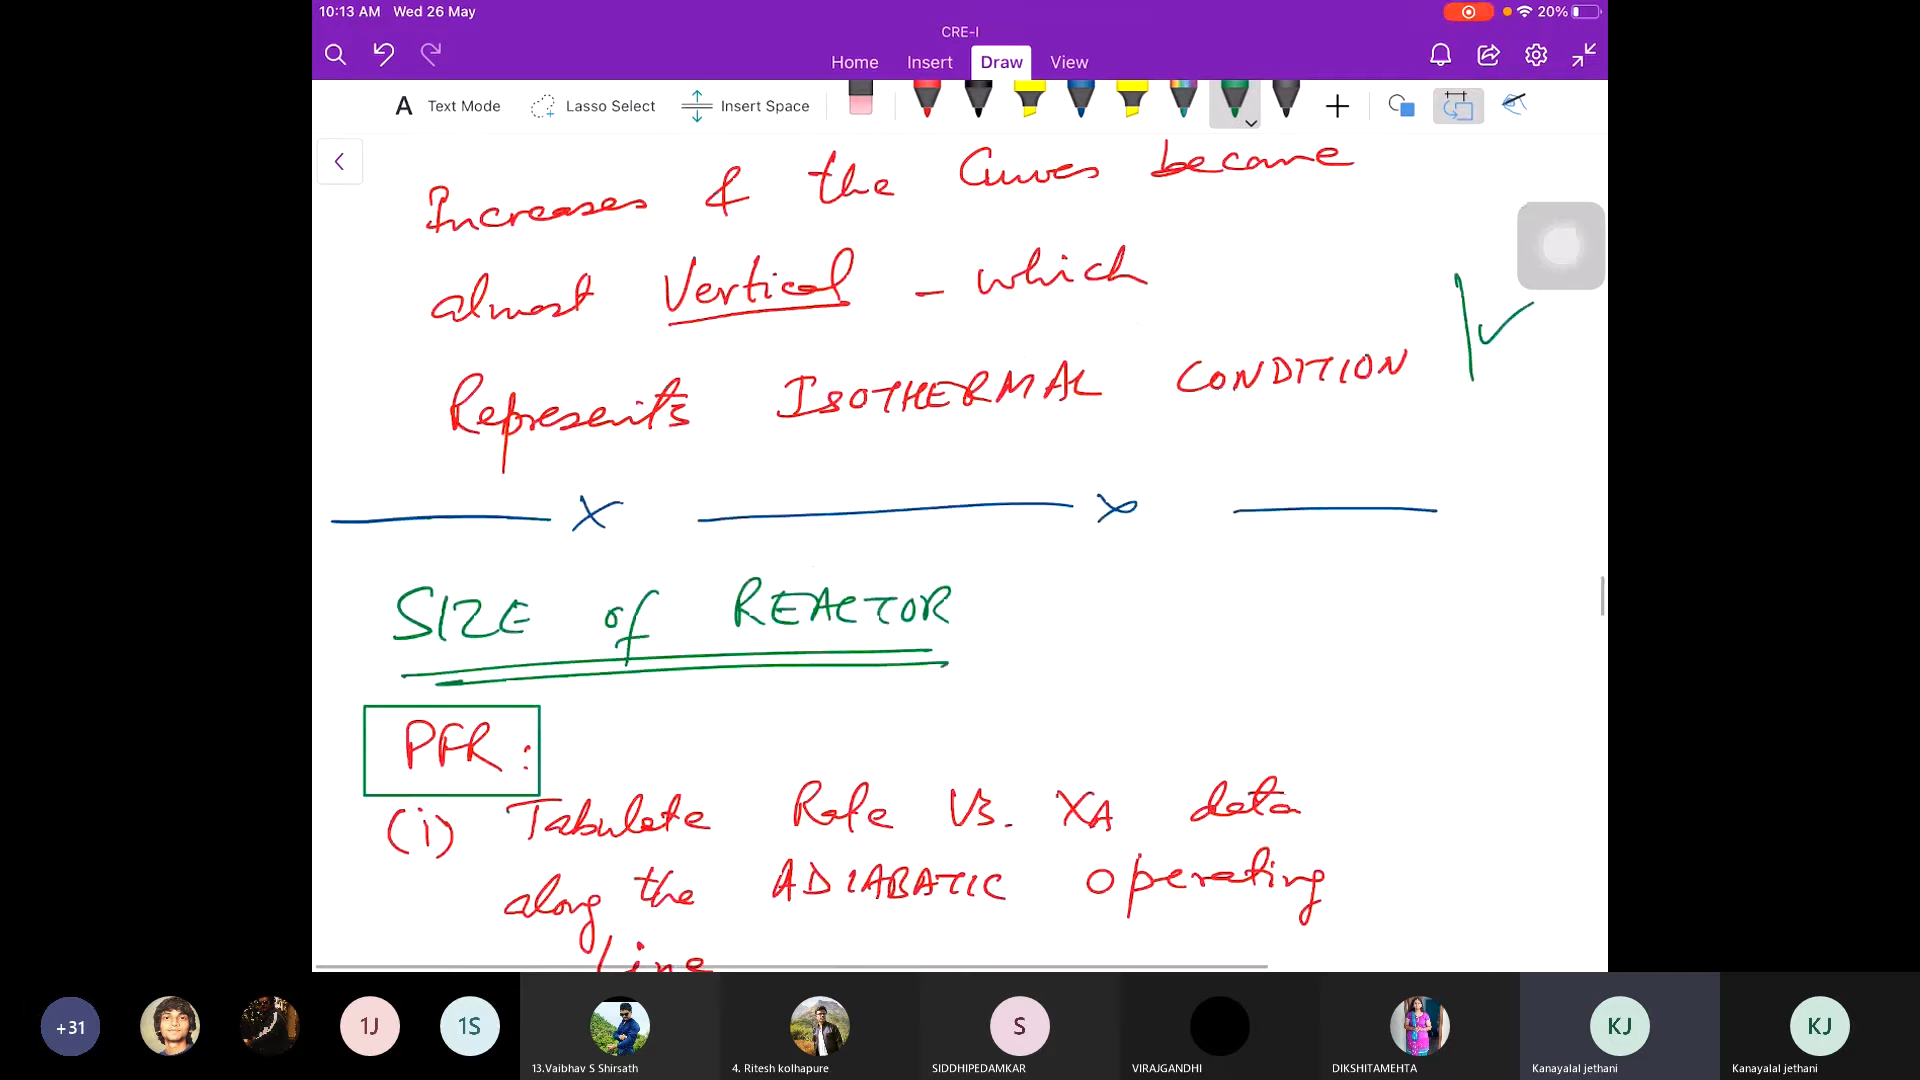 10:13 AM Wed 26 May
20%
CRE-I
Home Insert Draw View
A Text Mode Lasso Select Insert Space
Increases & the Curves become
almost Vertical - which
Represents ISOTHERMAL CONDITION
SIZE of REACTOR
PFR:
(i) Tabulate Rate Vs. XA data
along the ADIABATIC operating
line
+31
1J
1S
S
KJ
KJ
13.Vaibhav S Shirsath
4. Ritesh kolhapure
SIDDHIPEDAMKAR
VIRAJGANDHI
DIKSHITAMEHTA
Kanayalal jethani
Kanayalal jethani